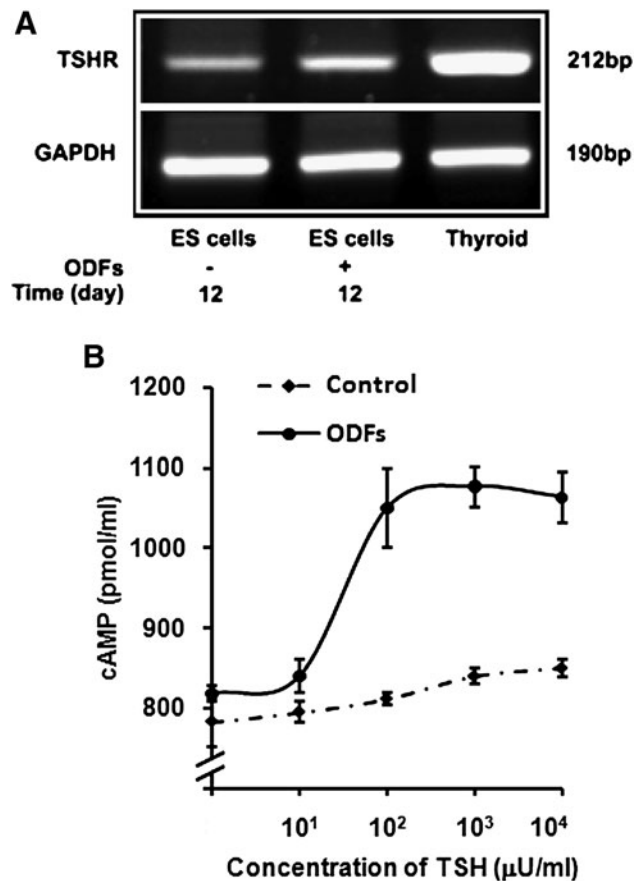 A
TSHR 212bp
GAPDH 190bp
ES cells ES cells Thyroid
ODFs - +
Time (day) 12 12
B
1200
1100
1000
900
800
Control
ODFs
cAMP (pmol/ml)
10¹ 10² 10³ 10⁴
Concentration of TSH (µU/ml)